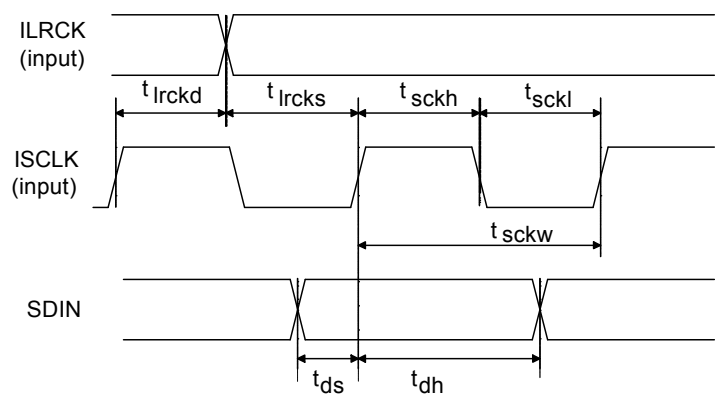 ILRCK
(input)
t lrckd
t lrcks
t sckh
t sckl
ISCLK
(input)
t sckw
SDIN
t ds
t dh